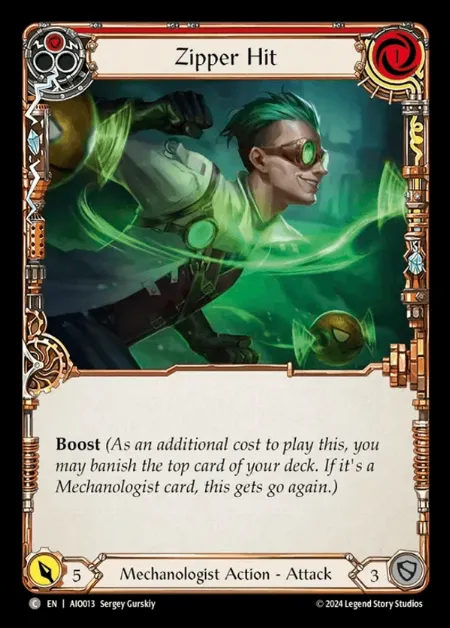 Zipper Hit
1
Boost (As an additional cost to play this, you
may banish the top card of your deck. If it's a
Mechanologist card, this gets go again.)
5 Mechanologist Action - Attack 3
C EN | AIO013 Sergey Gurskiy © 2024 Legend Story Studios